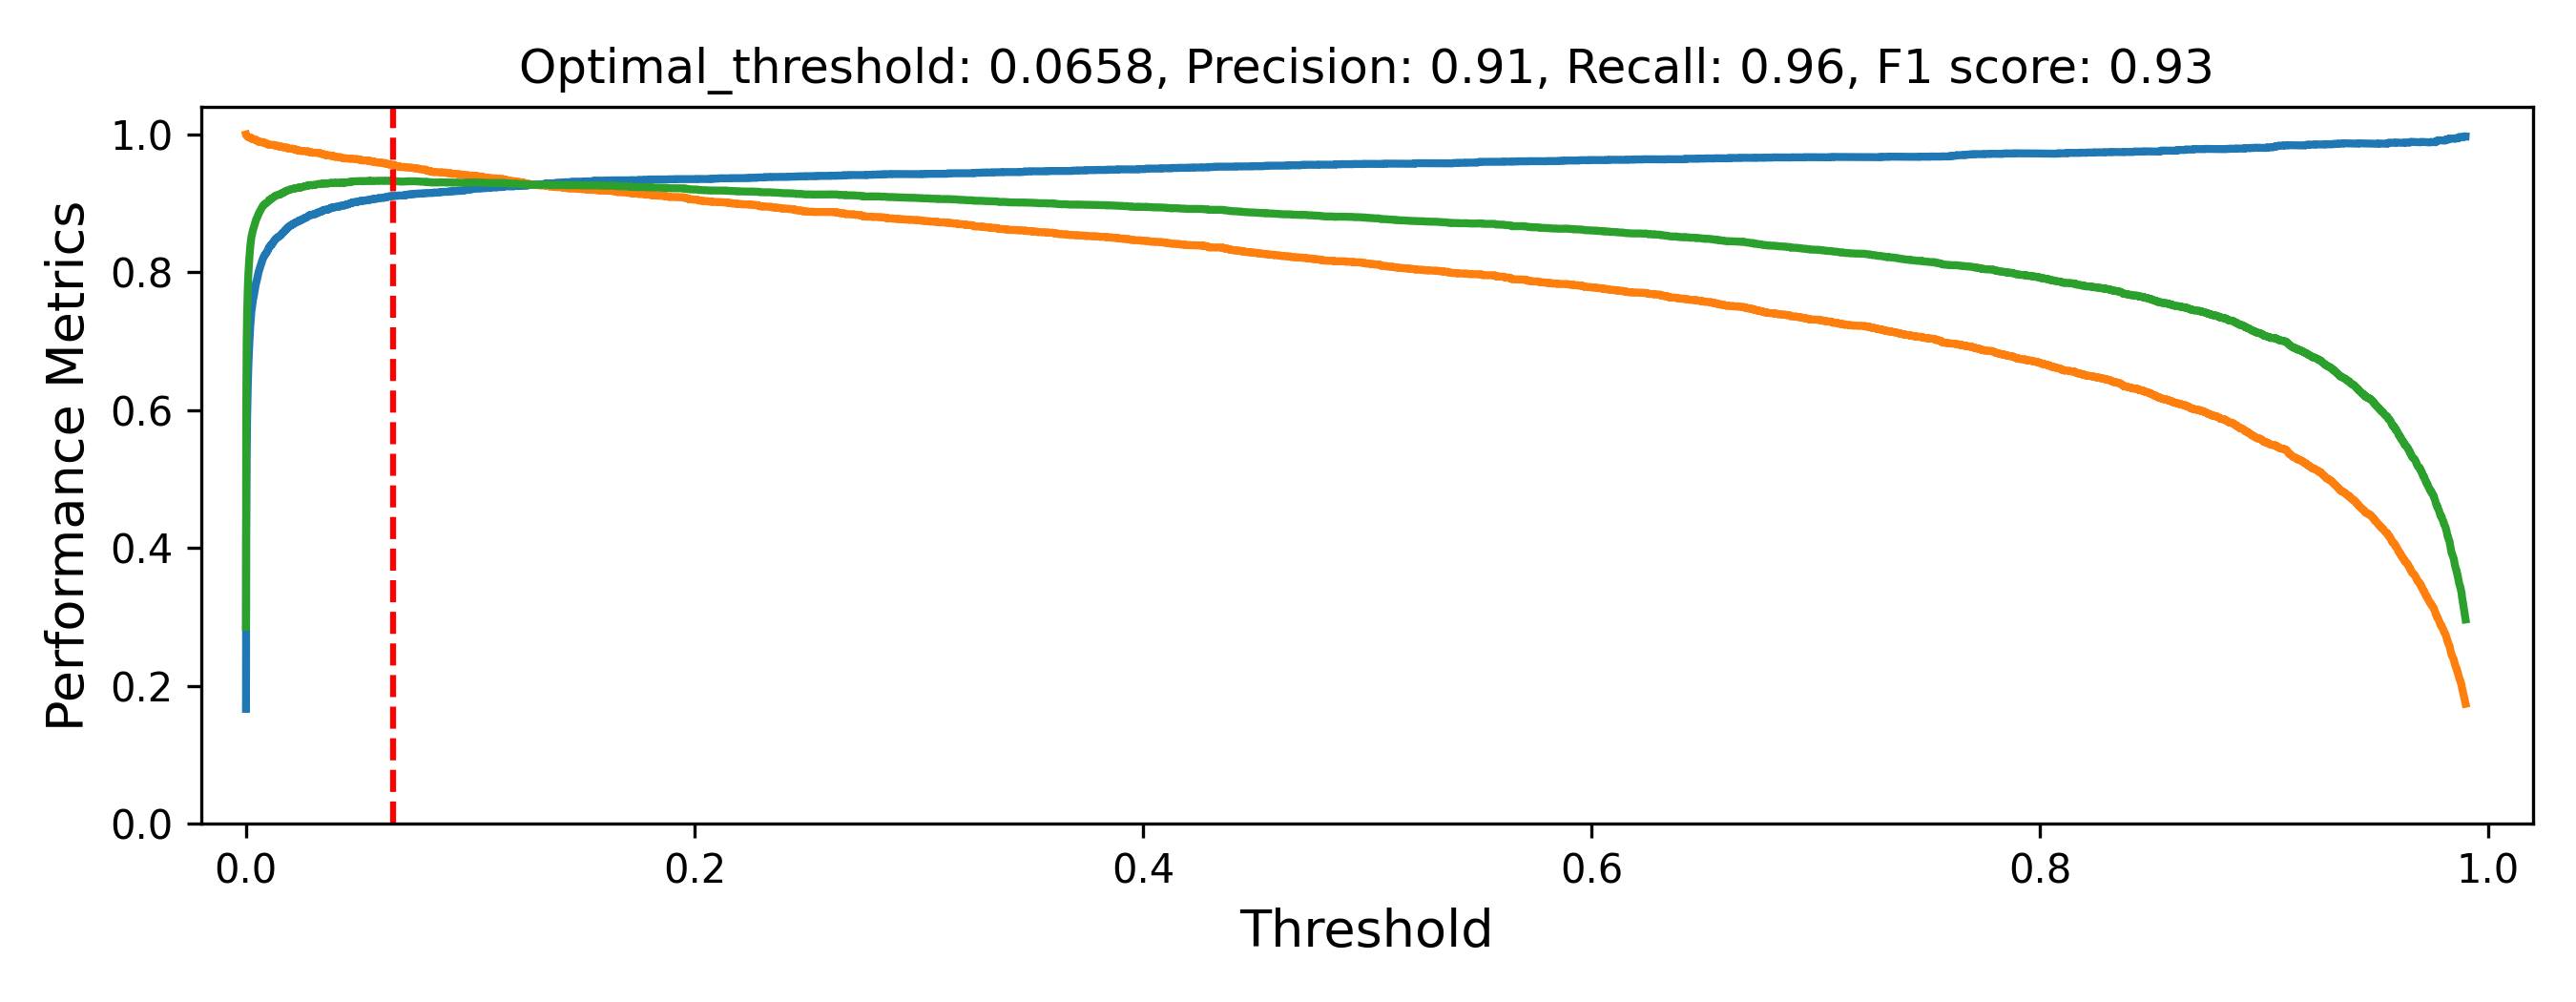 Optimal_threshold: 0.0658, Precision: 0.91, Recall: 0.96, F1 score: 0.93
Performance Metrics
1.0
0.8
0.6
0.4
0.2
0.0
0.0 0.2 0.4 0.6 0.8 1.0
Threshold